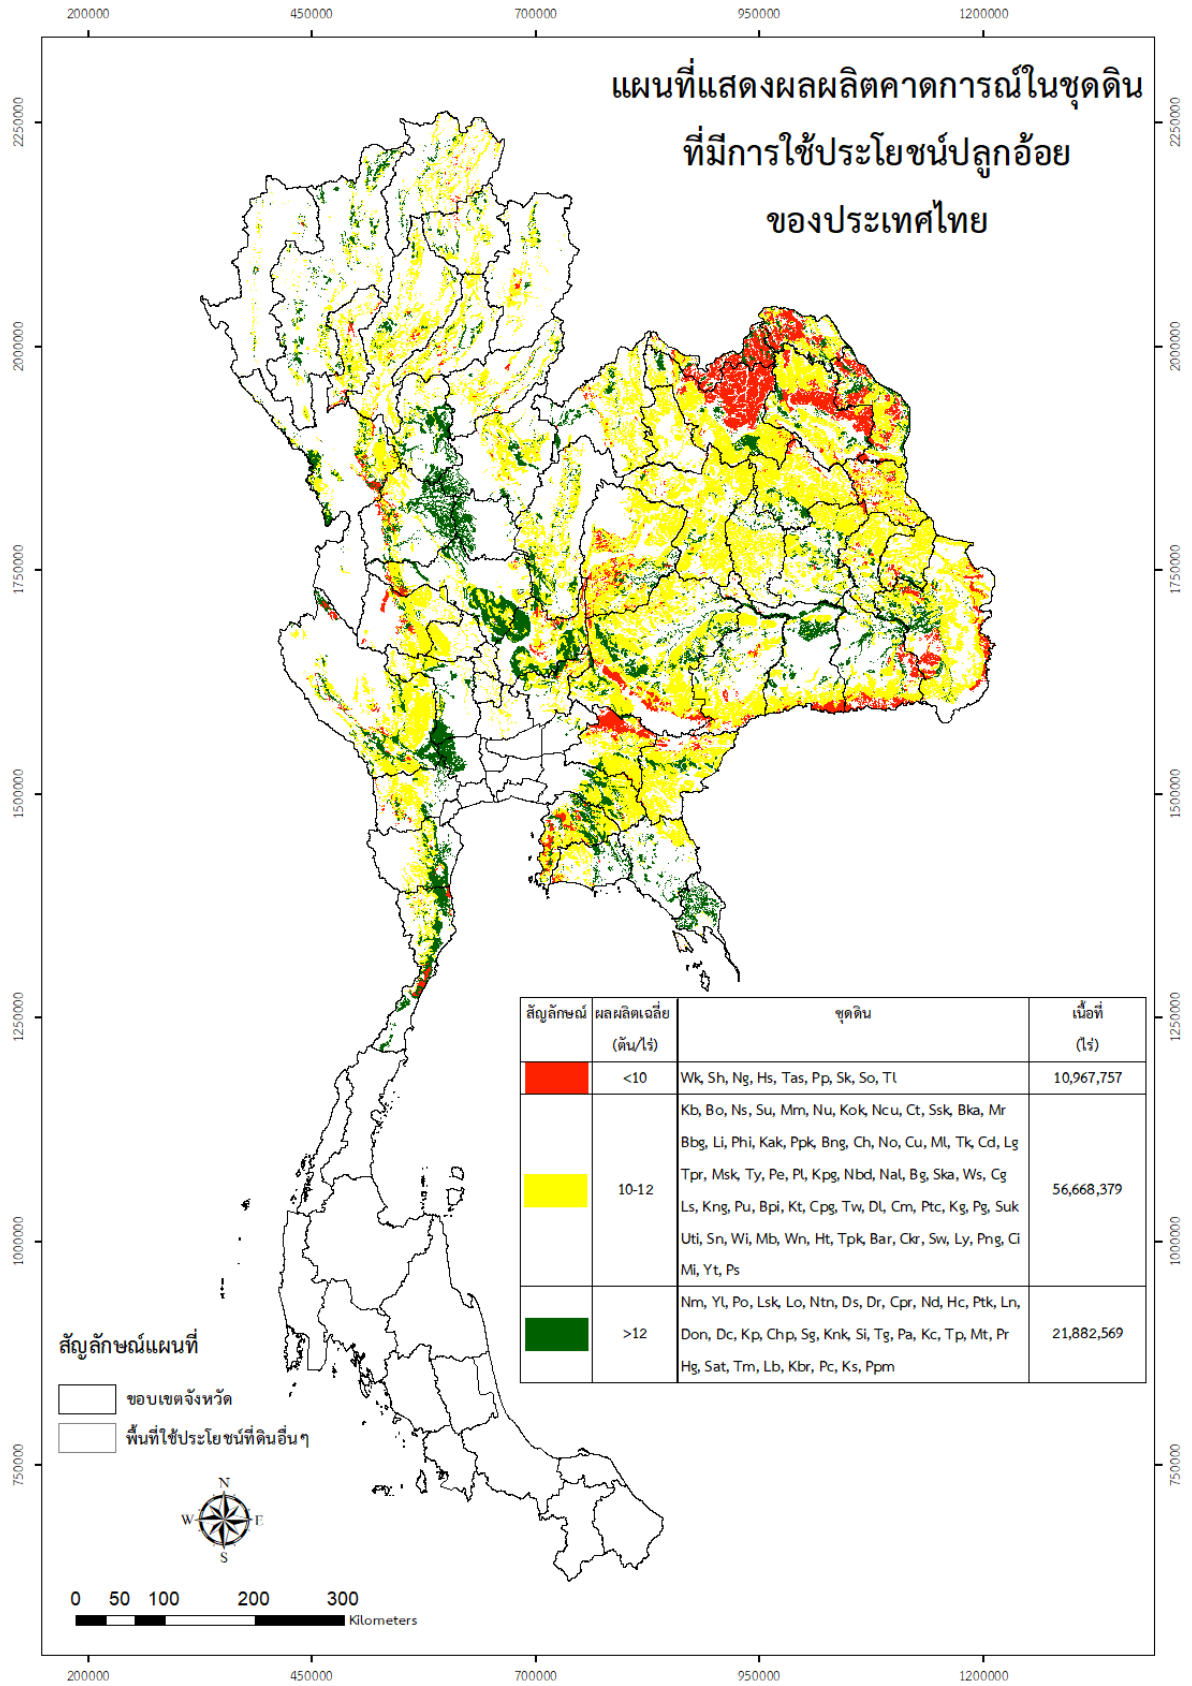 200000 450000 700000 950000 1200000
แผนที่แสดงผลผลิตคาดการณ์ในชุดดิน
ที่มีการใช้ประโยชน์ปลูกอ้อย
ของประเทศไทย
2250000 2250000
2000000 2000000
1750000 1750000
1500000 1500000
1250000 1250000
1000000 1000000
750000 750000
สัญลักษณ์ ผลผลิตเฉลี่ย ชุดดิน เนื้อที่
(ตัน/ไร่) (ไร่)
<10 Wk, Sh, Ng, Hs, Tas, Pp, Sk, So, Tl 10,967,757
Kb, Bo, Ns, Su, Mm, Nu, Kok, Ncu, Ct, Ssk, Bka, Mr
Bbg, Li, Phi, Kak, Ppk, Bng, Ch, No, Cu, Ml, Tk, Cd, Lg
Tpr, Msk, Ty, Pe, Pl, Kpg, Nbd, Nal, Bg, Ska, Ws, Cg
10-12 56,668,379
Ls, Kng, Pu, Bpi, Kt, Cpg, Tw, Dl, Cm, Ptc, Kg, Pg, Suk
Uti, Sn, Wi, Mb, Wn, Ht, Tpk, Bar, Ckr, Sw, Ly, Png, Ci
Mi, Yt, Ps
Nm, Yl, Po, Lsk, Lo, Ntn, Ds, Dr, Cpr, Nd, Hc, Ptk, Ln,
>12 Don, Dc, Kp, Chp, Sg, Knk, Si, Tg, Pa, Kc, Tp, Mt, Pr 21,882,569
Hg, Sat, Tm, Lb, Kbr, Pc, Ks, Ppm
สัญลักษณ์แผนที่
ขอบเขตจังหวัด
พื้นที่ใช้ประโยชน์ที่ดินอื่นๆ
N
W E
S
0 50 100 200 300
Kilometers
200000 450000 700000 950000 1200000